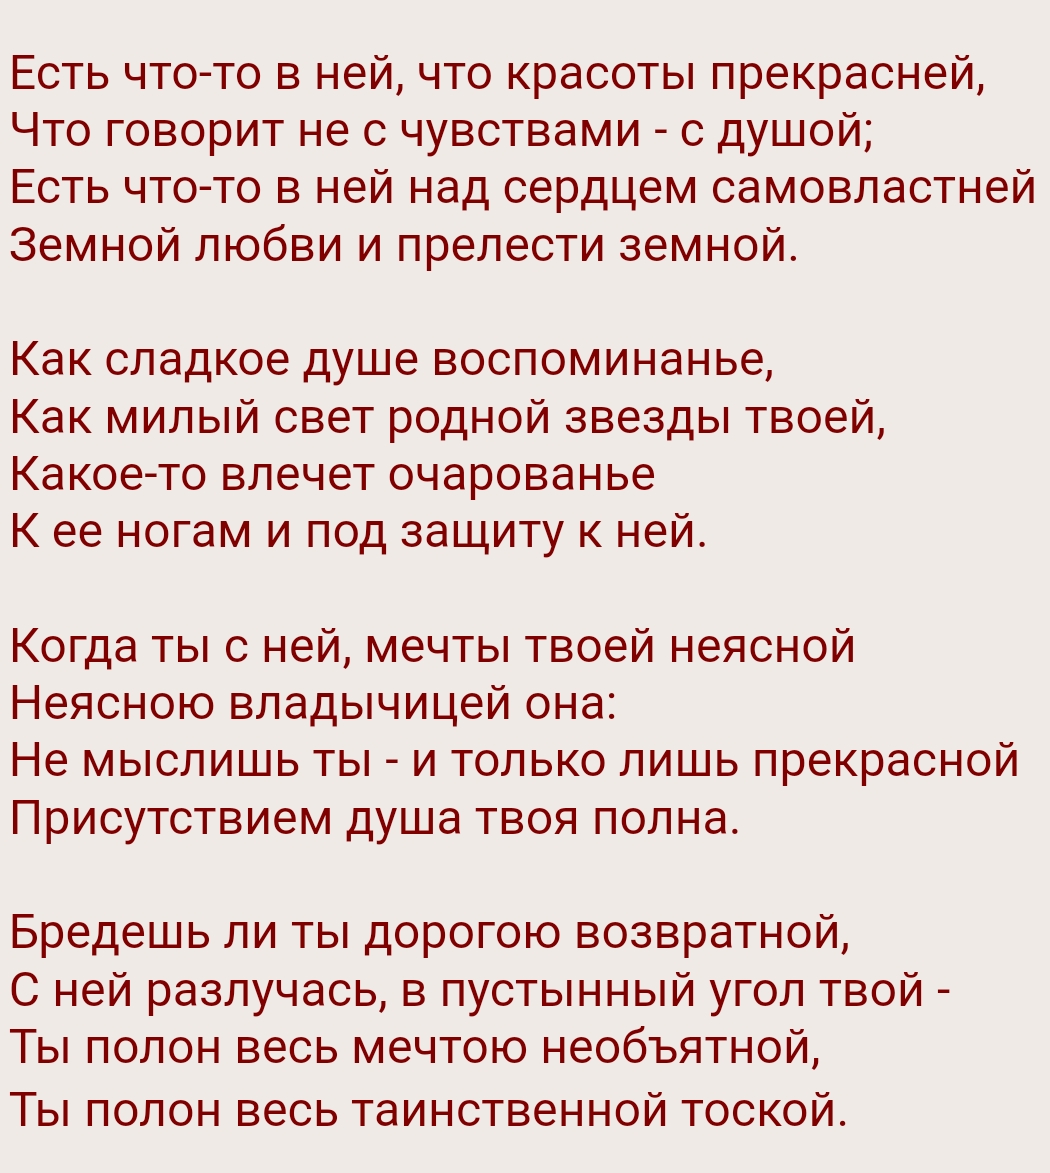 Есть что-то в ней, что красоты прекрасней,
Что говорит не с чувствами - с душой;
Есть что-то в ней над сердцем самовластней
Земной любви и прелести земной.

Как сладкое душе воспоминанье,
Как милый свет родной звезды твоей,
Какое-то влечет очарованье
К ее ногам и под защиту к ней.

Когда ты с ней, мечты твоей неясной
Неясною владычицей она:
Не мыслишь ты - и только лишь прекрасной
Присутствием душа твоя полна.

Бредешь ли ты дорогою возвратной,
С ней разлучась, в пустынный угол твой -
Ты полон весь мечтою необъятной,
Ты полон весь таинственной тоской.